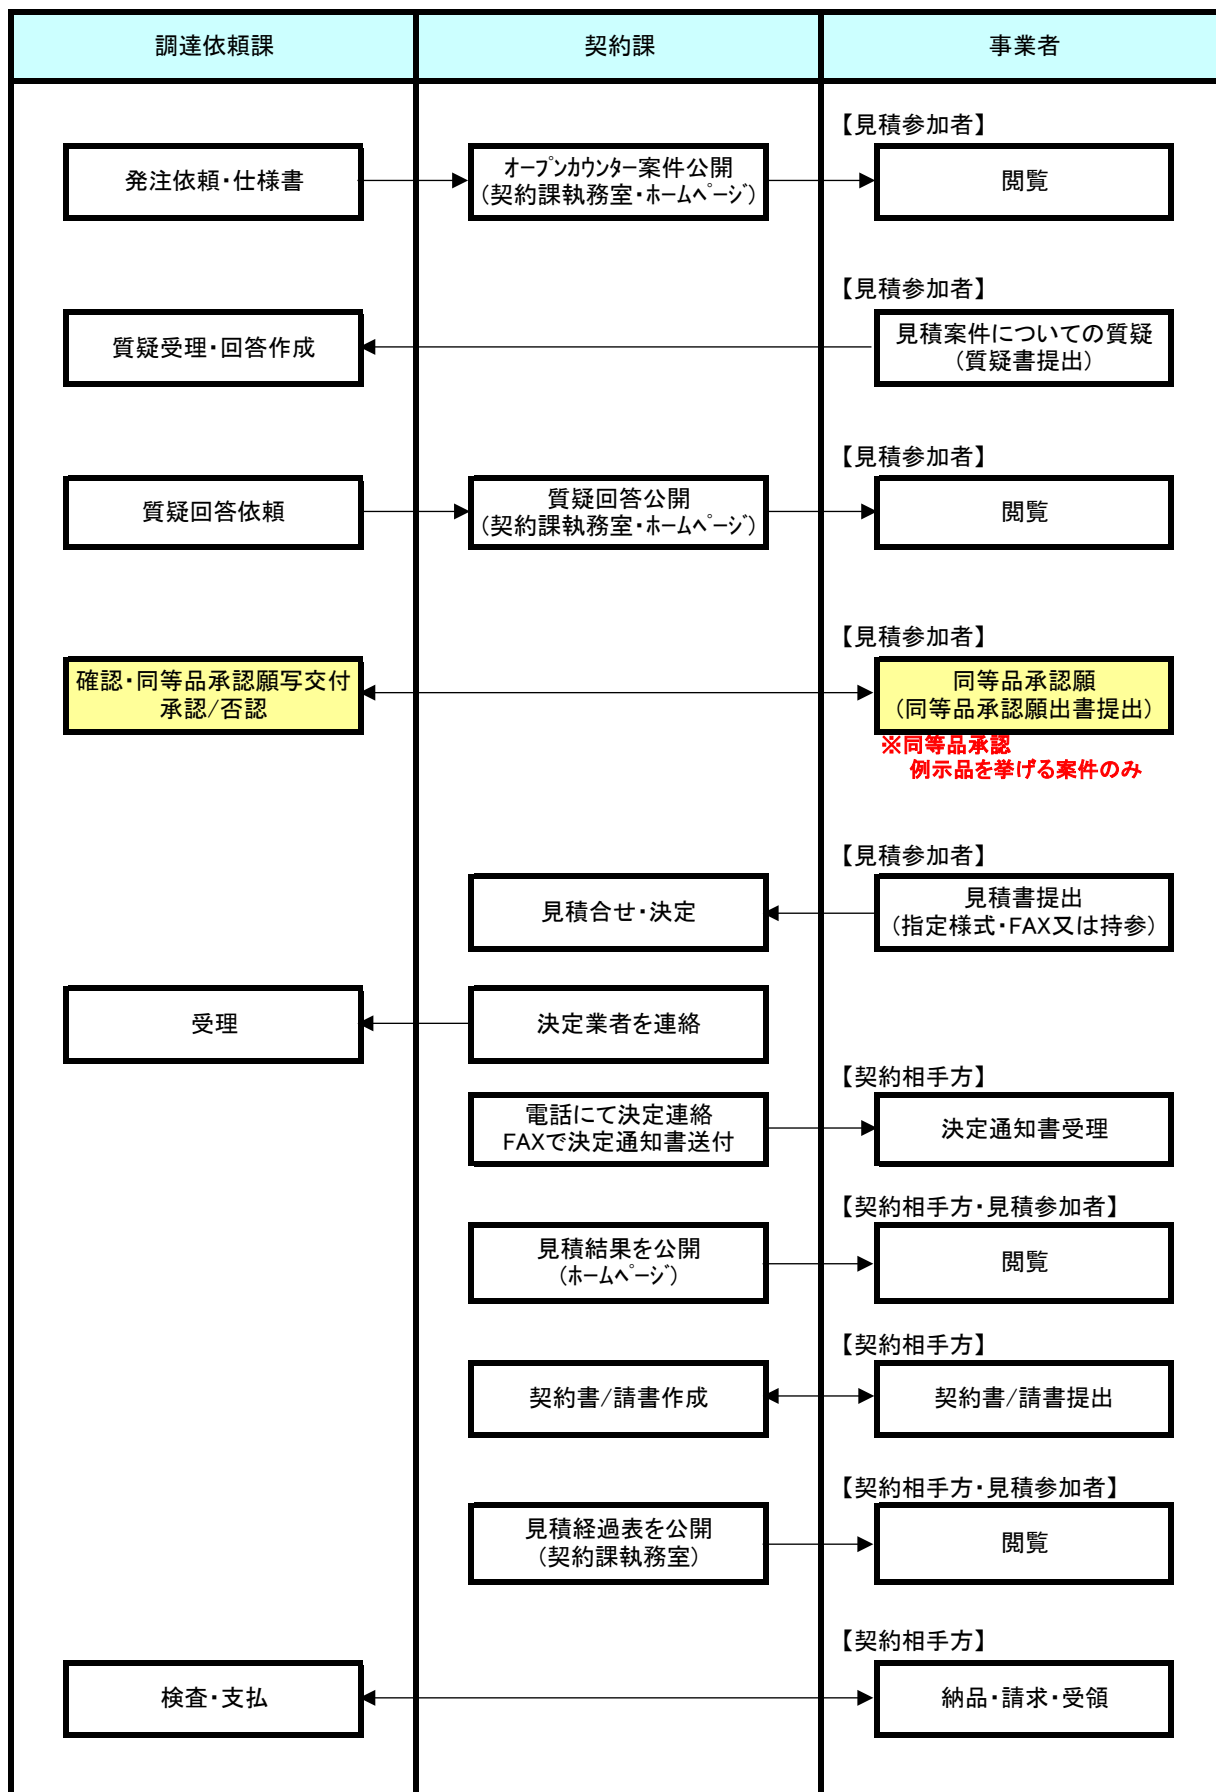 調達依頼課
契約課
事業者
【見積参加者】
発注依頼・仕様書
オープンカウンター案件公開
(契約課執務室・ホームページ)
閲覧
【見積参加者】
質疑受理・回答作成
見積案件についての質疑
(質疑書提出)
【見積参加者】
質疑回答依頼
質疑回答公開
(契約課執務室・ホームページ)
閲覧
【見積参加者】
確認・同等品承認願写交付
承認/否認
同等品承認願
(同等品承認願出書提出)
※同等品承認
例示品を挙げる案件のみ
【見積参加者】
見積合せ・決定
見積書提出
(指定様式・FAX又は持参)
受理
決定業者を連絡
【契約相手方】
電話にて決定連絡
FAXで決定通知書送付
決定通知書受理
【契約相手方・見積参加者】
見積結果を公開
(ホームページ)
閲覧
【契約相手方】
契約書/請書作成
契約書/請書提出
【契約相手方・見積参加者】
見積経過表を公開
(契約課執務室)
閲覧
【契約相手方】
検査・支払
納品・請求・受領